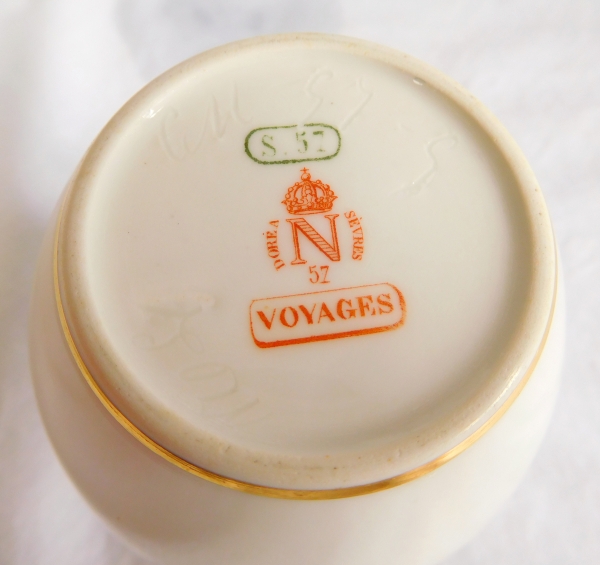 S. 57
DORÉ A N SÈVRES
57
VOYAGES